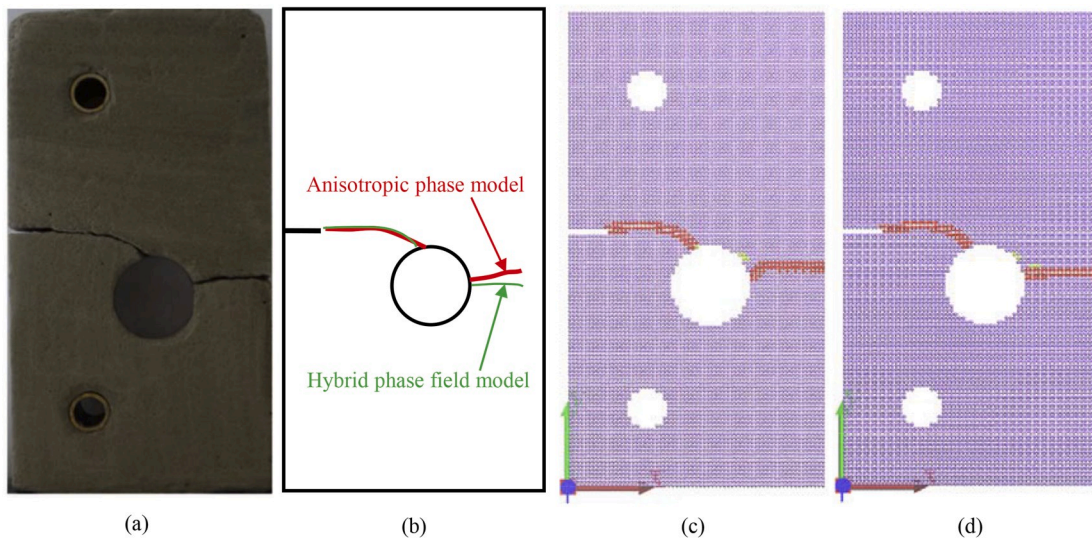 Anisotropic phase model
Hybrid phase field model
(a)
(b)
(c)
(d)